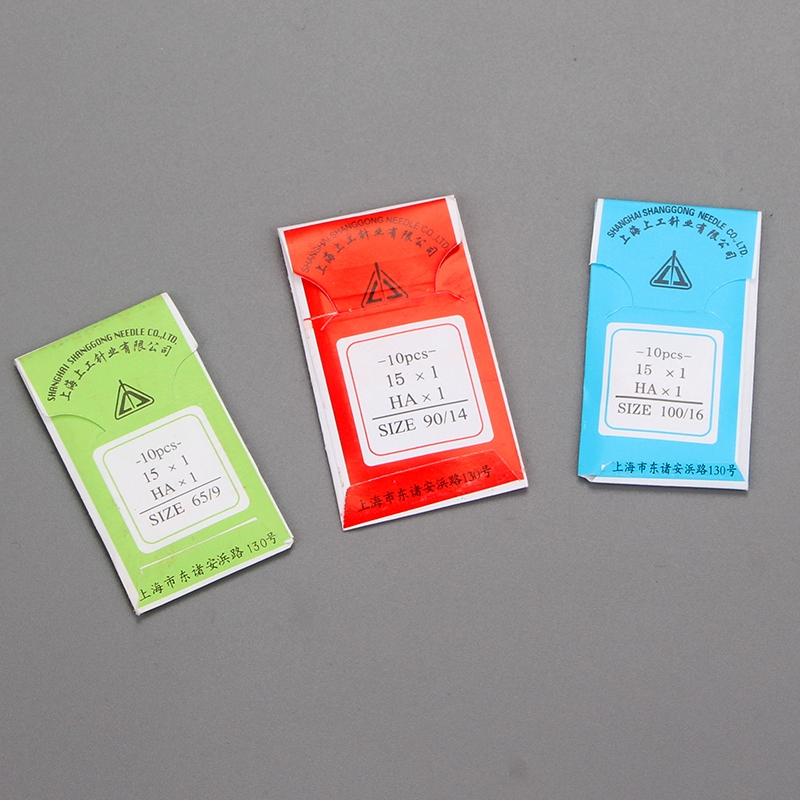 SHANGHAI SHANGGONG NEEDLE CO.,LTD.
上海上工针业有限公司
-10pcs-
15 × 1
HA × 1
SIZE 65/9
上海市东诸安浜路130号
SHANGHAI SHANGGONG NEEDLE CO., LTD.
上海上工针业有限公司
-10pcs-
15 × 1
HA × 1
SIZE 90/14
上海市东诸安浜路130号
SHANGHAI SHANGGONG NEEDLE CO., LTD.
上海上工针业有限公司
-10pcs-
15 × 1
HA × 1
SIZE 100/16
上海市东诸安浜路130号